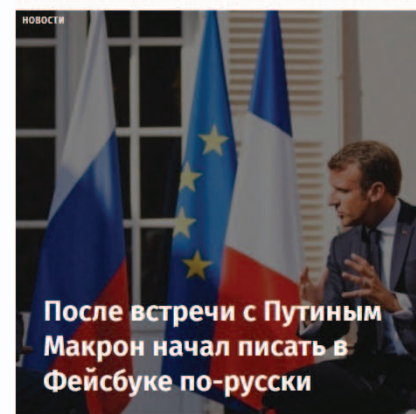 НОВОСТИ
После встречи с Путиным
Макрон начал писать в
Фейсбуке по-русски